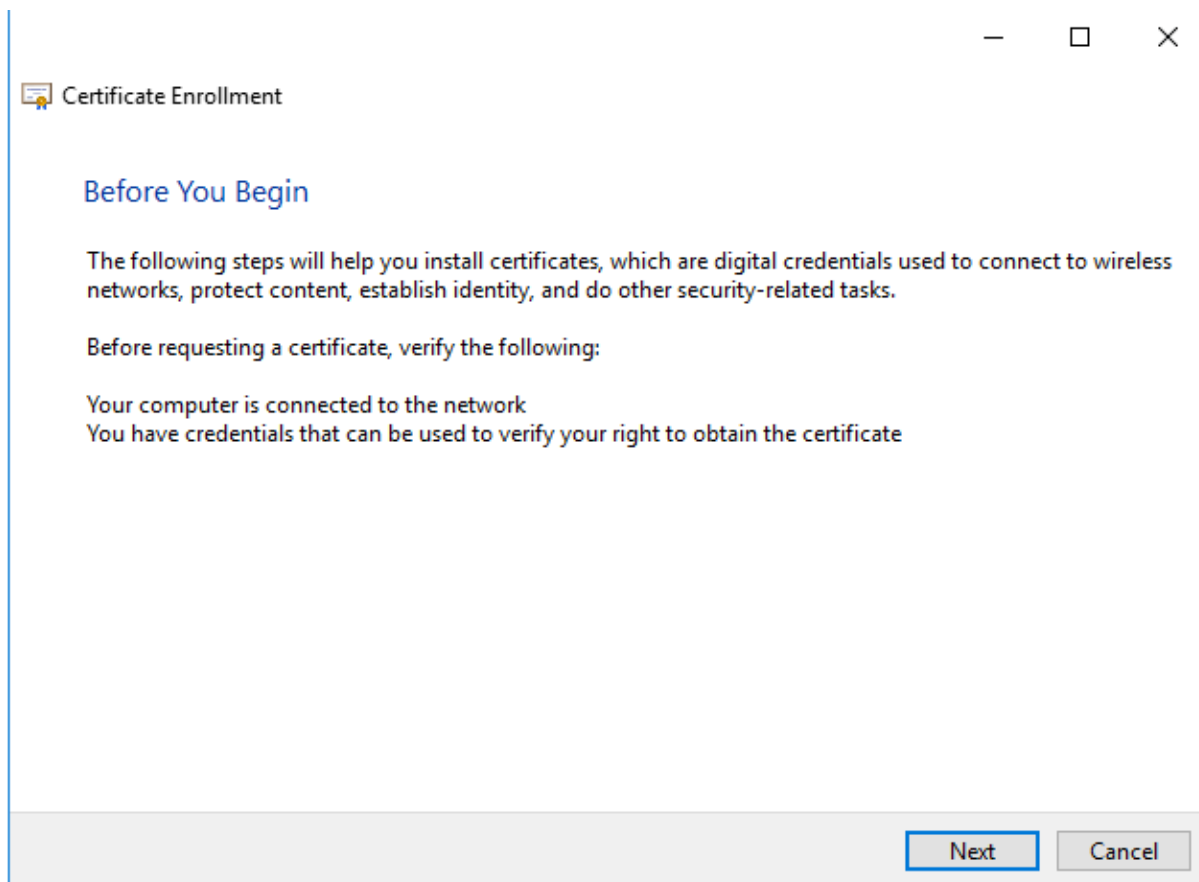 Certificate Enrollment
Before You Begin
The following steps will help you install certificates, which are digital credentials used to connect to wireless
networks, protect content, establish identity, and do other security-related tasks.
Before requesting a certificate, verify the following:
Your computer is connected to the network
You have credentials that can be used to verify your right to obtain the certificate
Next
Cancel